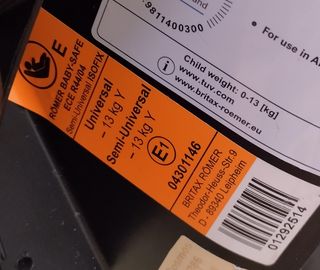 9811400300
• For use in A
Child weight: 0-13 [kg]
i
www.tuv.com
www.britax-roemer.eu
E
RÖMER BABY-SAFE
ECE R44/04
Semi-Universal ISOFIX
Universal
- 13 kg Y
Semi-Universal
- 13 kg Y
E1
04301146
BRITAX RÖMER
Theodor-Heuss-Str. 9
D - 89340 Leipheim
01292514